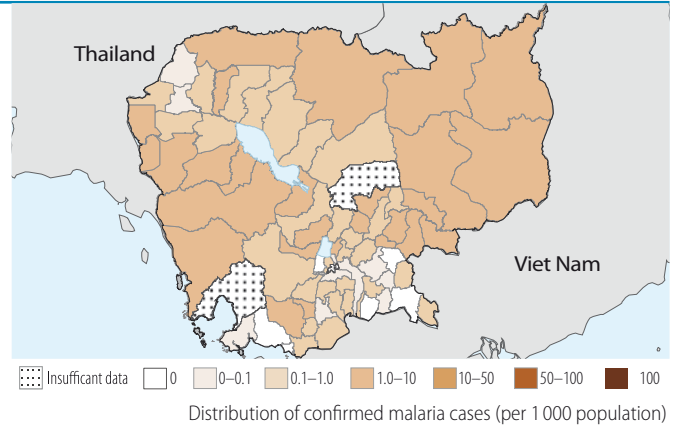 Thailand
Viet Nam
Insufficant data 0 0–0.1 0.1–1.0 1.0–10 10–50 50–100 100
Distribution of confirmed malaria cases (per 1 000 population)